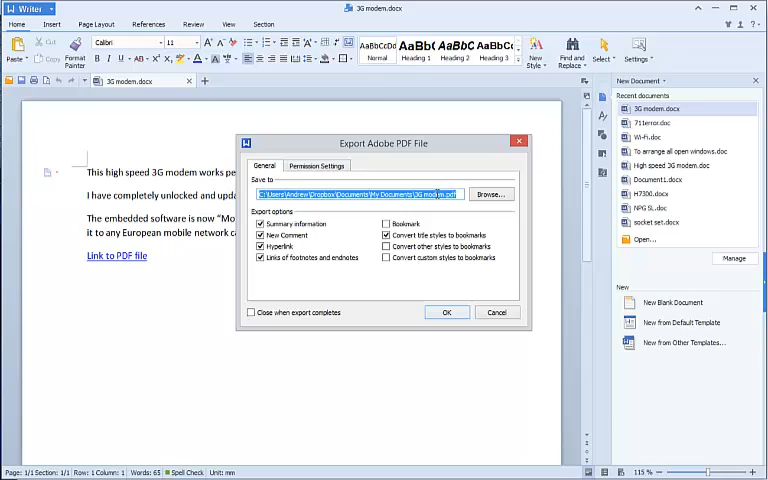 Writer
3G modem.docx
Home Insert Page Layout References Review View Section
Paste Cut Copy Format Painter Calibri 11 AaBbCcDd Normal AaBb( Heading 1 AaBbC Heading 2 AaBbC Heading 3 New Style Find and Replace Select Settings
3G modem.docx
This high speed 3G modem works pe
I have completely unlocked and upda
The embedded software is now "Mo
it to any European mobile network ca
Link to PDF file
Export Adobe PDF File
General Permission Settings
Save to
C:\Users\Andrew\Dropbox\Documents\My Documents\3G modem.pdf Browse...
Export options
Summary information Bookmark
New Comment Convert title styles to bookmarks
Hyperlink Convert other styles to bookmarks
Links of footnotes and endnotes Convert custom styles to bookmarks
Close when export completes OK Cancel
New Document
Recent documents
3G modem.docx
711error.docx
Wi-Fi.doc
To arrange all open windows.doc
High speed 3G modem.doc
Document1.docx
H7300.docx
NPG SL.doc
socket set.docx
Open...
Manage
New
New Blank Document
New from Default Template
New from Other Templates...
Page: 1/1 Section: 1/1 Row: 1 Column: 1 Words: 65 Spell Check Unit: mm 115 %